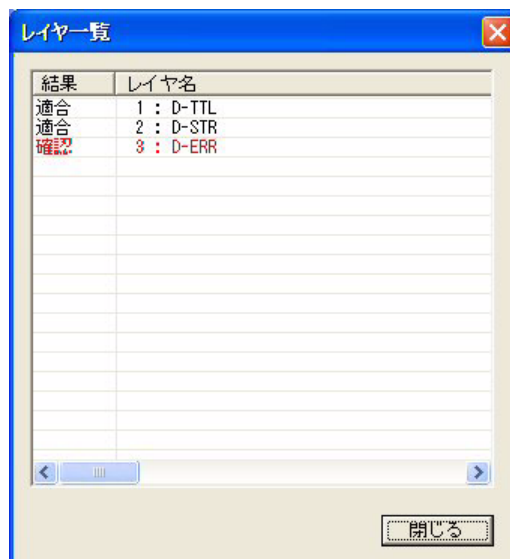 レイヤ一覧
結果 レイヤ名
適合 1 : D-TTL
適合 2 : D-STR
確認 3 : D-ERR
閉じる